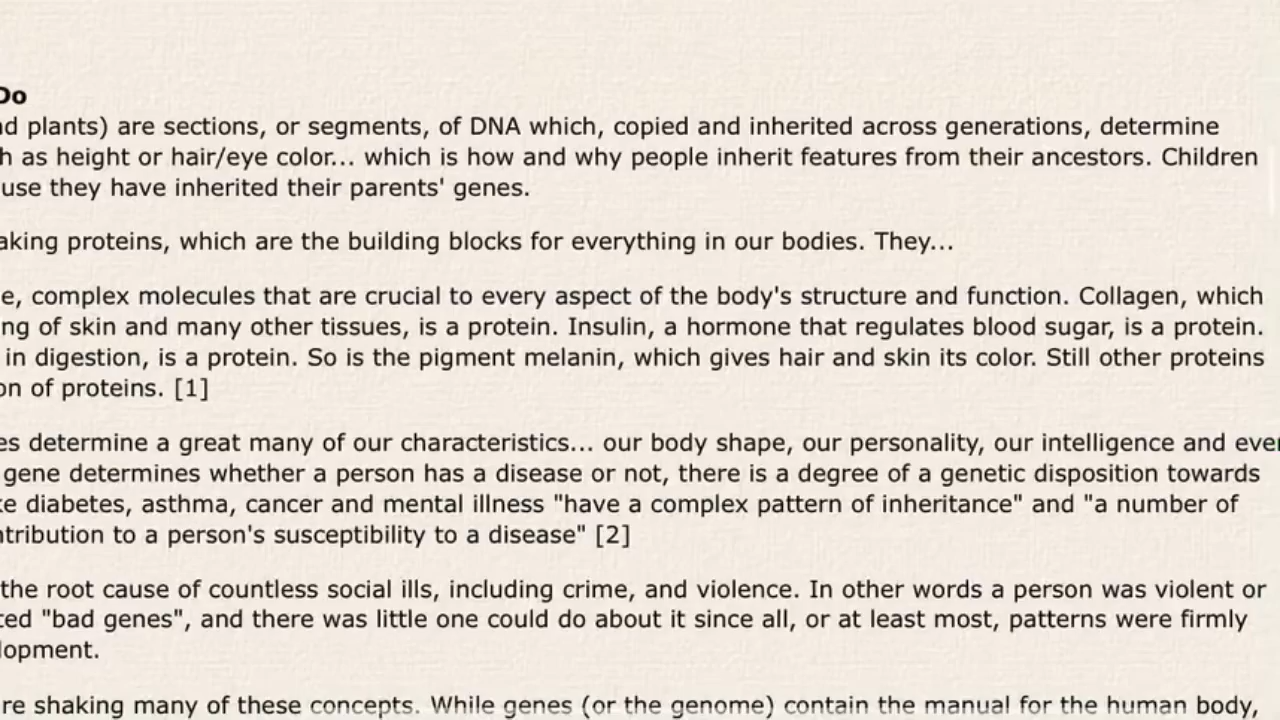 Do
nd plants) are sections, or segments, of DNA which, copied and inherited across generations, determine
h as height or hair/eye color... which is how and why people inherit features from their ancestors. Children
use they have inherited their parents' genes.
aking proteins, which are the building blocks for everything in our bodies. They...
e, complex molecules that are crucial to every aspect of the body's structure and function. Collagen, which
ng of skin and many other tissues, is a protein. Insulin, a hormone that regulates blood sugar, is a protein.
in digestion, is a protein. So is the pigment melanin, which gives hair and skin its color. Still other proteins
on of proteins. [1]
es determine a great many of our characteristics... our body shape, our personality, our intelligence and even
gene determines whether a person has a disease or not, there is a degree of a genetic disposition towards
ke diabetes, asthma, cancer and mental illness "have a complex pattern of inheritance" and "a number of
ntribution to a person's susceptibility to a disease" [2]
the root cause of countless social ills, including crime, and violence. In other words a person was violent or
ted "bad genes", and there was little one could do about it since all, or at least most, patterns were firmly
lopment.
re shaking many of these concepts. While genes (or the genome) contain the manual for the human body,